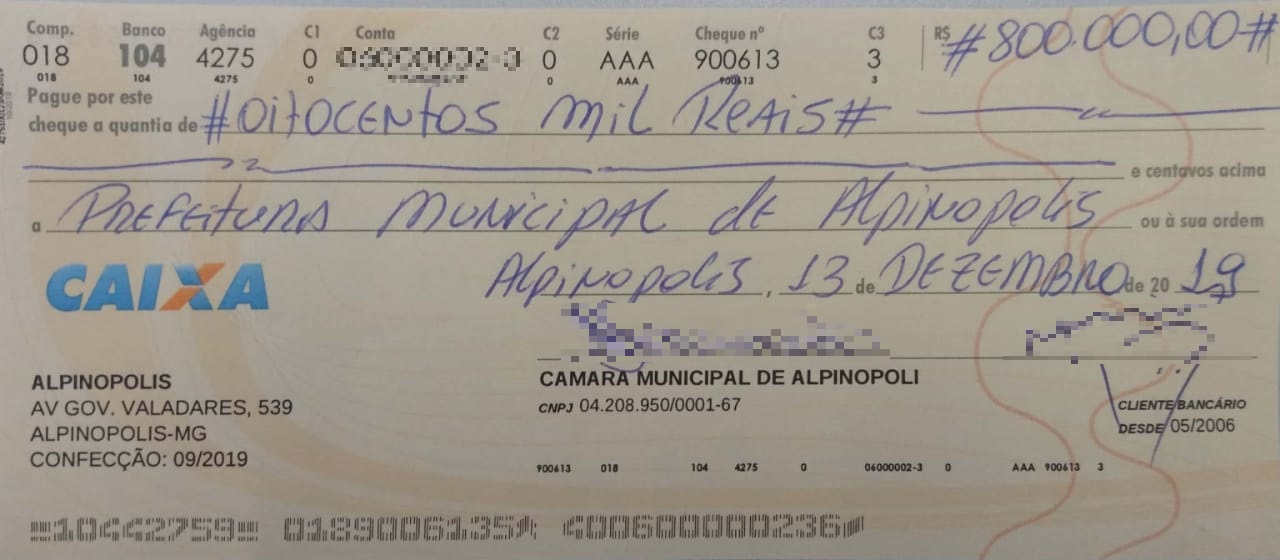 Comp. Banco Agência C1 Conta C2 Série Cheque nº C3 R$ #800.000,00#
018 104 4275 0 0 AAA 900613 3
018 104 4275 0 0 AAA 900613 3
Pague por este
cheque a quantia de #Oitocentos mil Reais#
e centavos acima
a Prefeitura Municipal de Alpinopolis ou à sua ordem
CAIXA
Alpinopolis, 13 de DEZEMBRO de 20 19
ALPINOPOLIS
AV GOV. VALADARES, 539
ALPINOPOLIS-MG
CONFECÇÃO: 09/2019
CAMARA MUNICIPAL DE ALPINOPOLI
CNPJ 04.208.950/0001-67
CLIENTE BANCÁRIO
DESDE 05/2006
900613 018 104 4275 0 06000002-3 0 AAA 900613 3